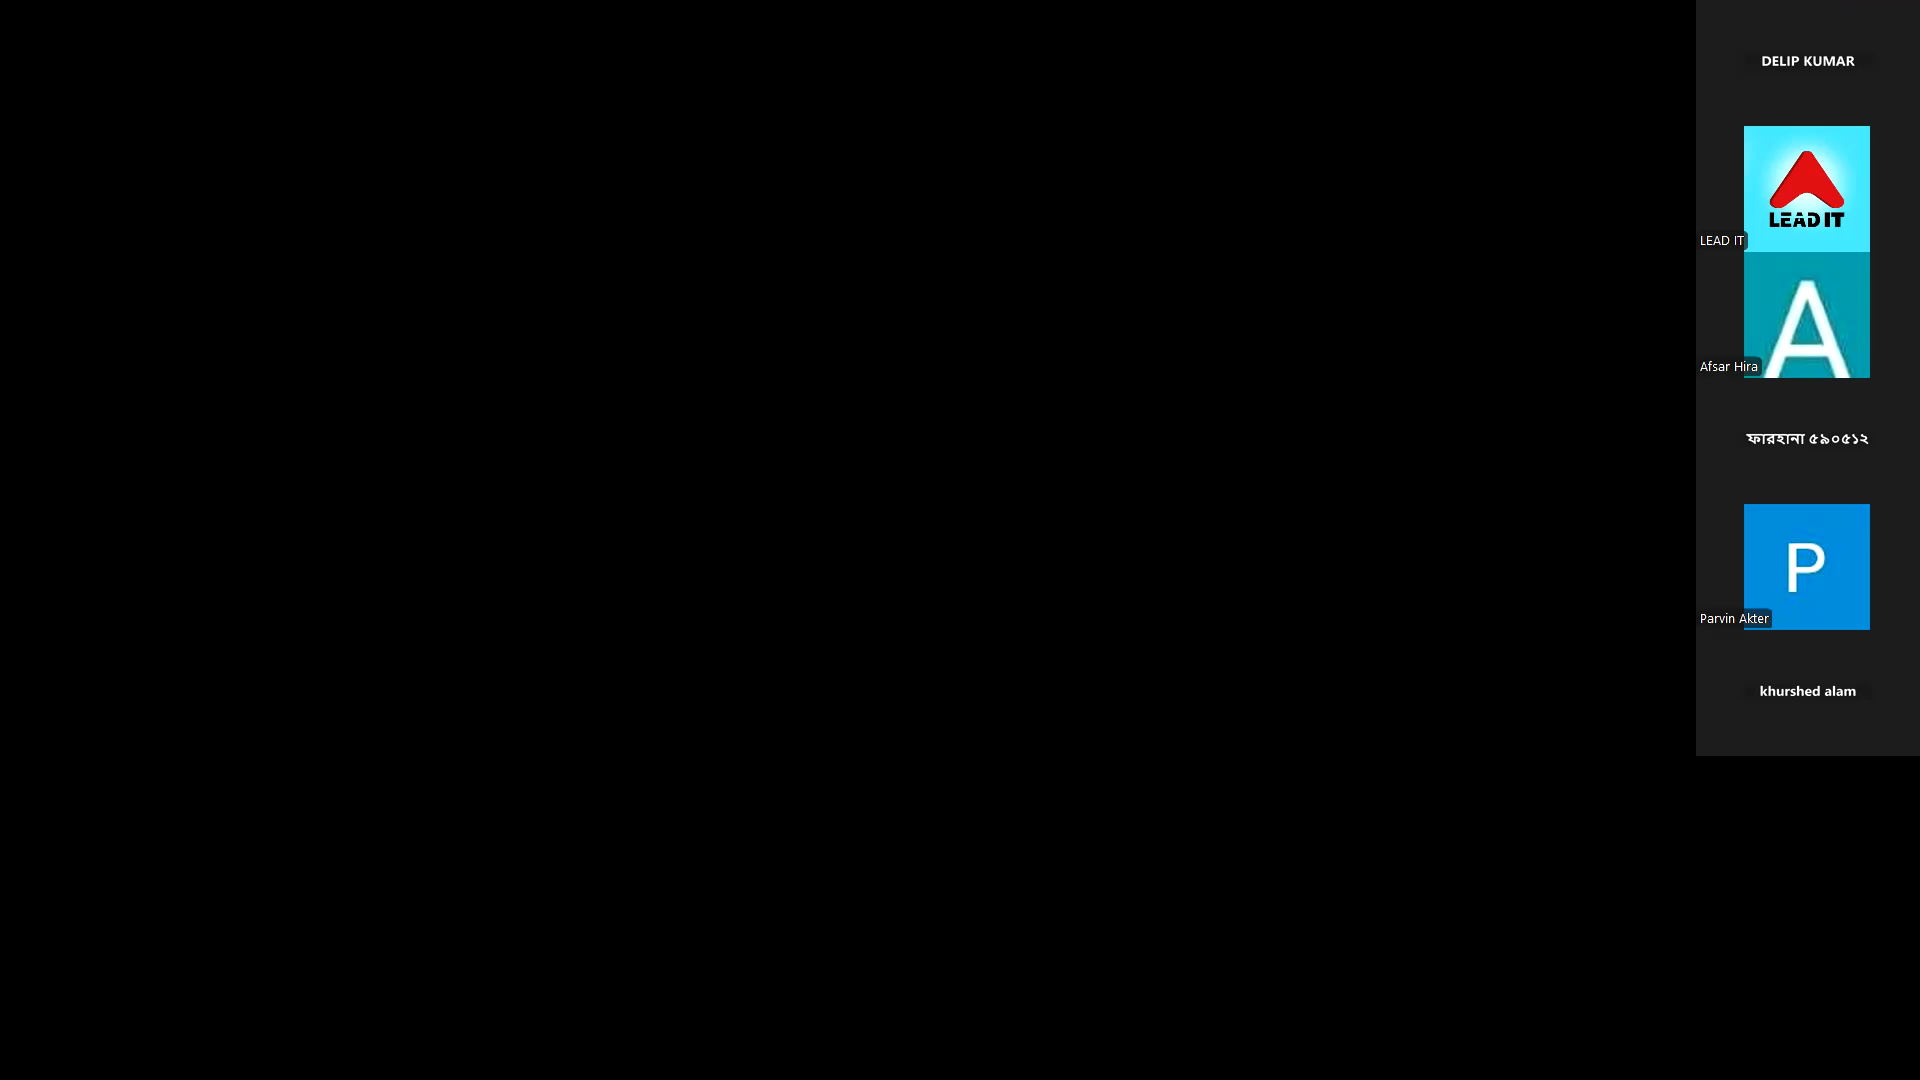 DELIP KUMAR
LEAD IT
LEAD IT
A
Afsar Hira
ফারহানা ৫৯০৫১২
P
Parvin Akter
khurshed alam